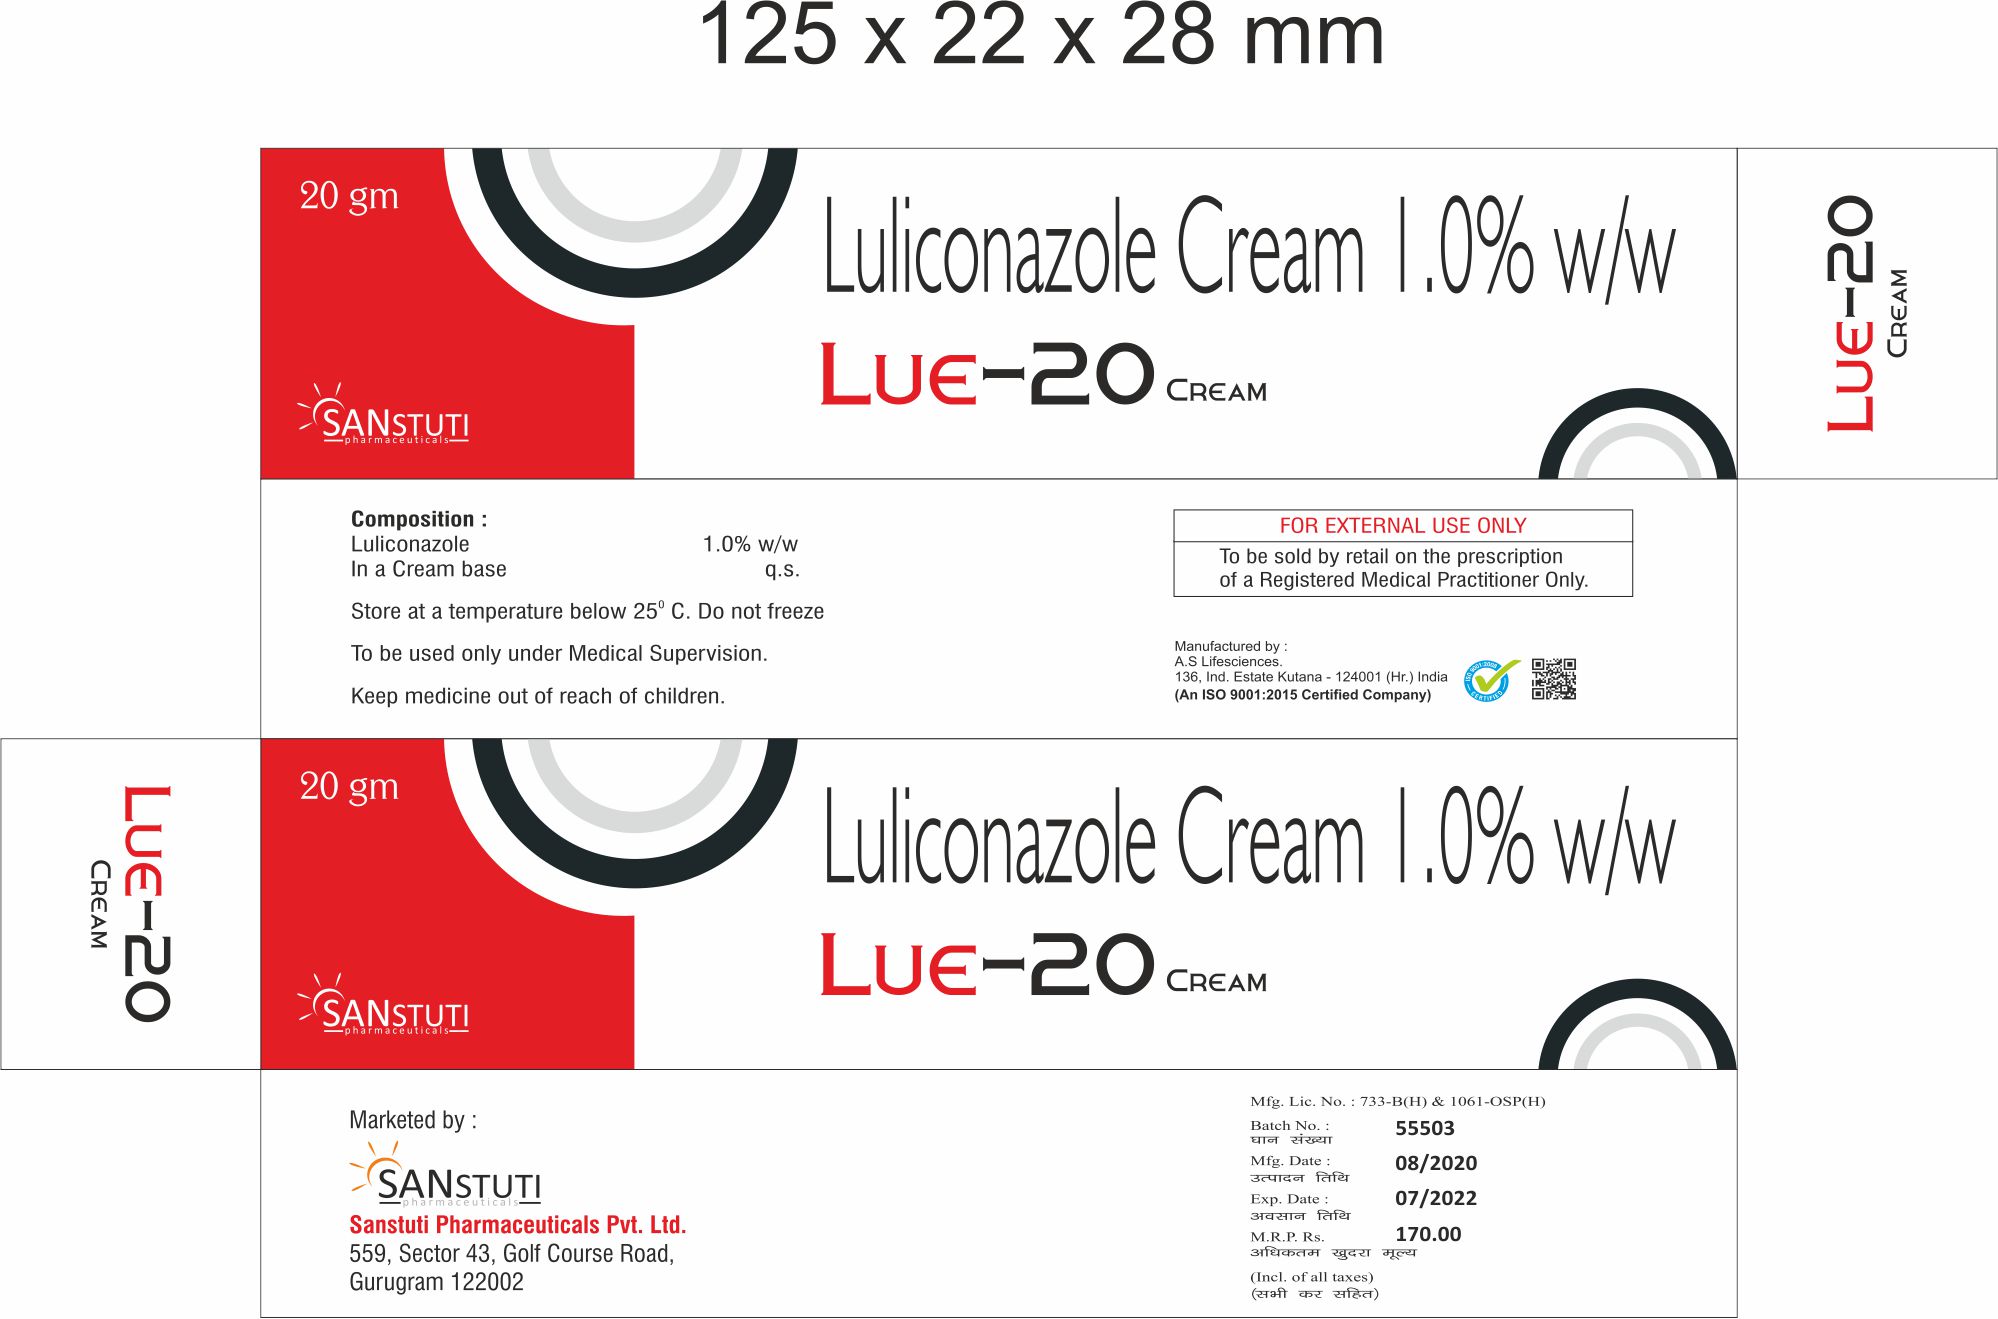 125 x 22 x 28 mm
20 gm
Luliconazole Cream 1.0% w/w
LUE-20 CREAM
SANSTUTI
pharmaceuticals
LUE-20
CREAM
Composition :
Luliconazole 1.0% w/w
In a Cream base q.s.
Store at a temperature below 25⁰ C. Do not freeze
To be used only under Medical Supervision.
Keep medicine out of reach of children.
FOR EXTERNAL USE ONLY
To be sold by retail on the prescription
of a Registered Medical Practitioner Only.
Manufactured by :
A.S Lifesciences.
136, Ind. Estate Kutana - 124001 (Hr.) India
(An ISO 9001:2015 Certified Company)
ISO 9001:2008
CERTIFIED
LUE-20
CREAM
20 gm
Luliconazole Cream 1.0% w/w
LUE-20 CREAM
SANSTUTI
pharmaceuticals
Marketed by :
SANSTUTI
pharmaceuticals
Sanstuti Pharmaceuticals Pvt. Ltd.
559, Sector 43, Golf Course Road,
Gurugram 122002
Mfg. Lic. No. : 733-B(H) & 1061-OSP(H)
Batch No. : 55503
घान संख्या
Mfg. Date : 08/2020
उत्पादन तिथि
Exp. Date : 07/2022
अवसान तिथि
M.R.P. Rs. 170.00
अधिकतम खुदरा मूल्य
(Incl. of all taxes)
(सभी कर सहित)